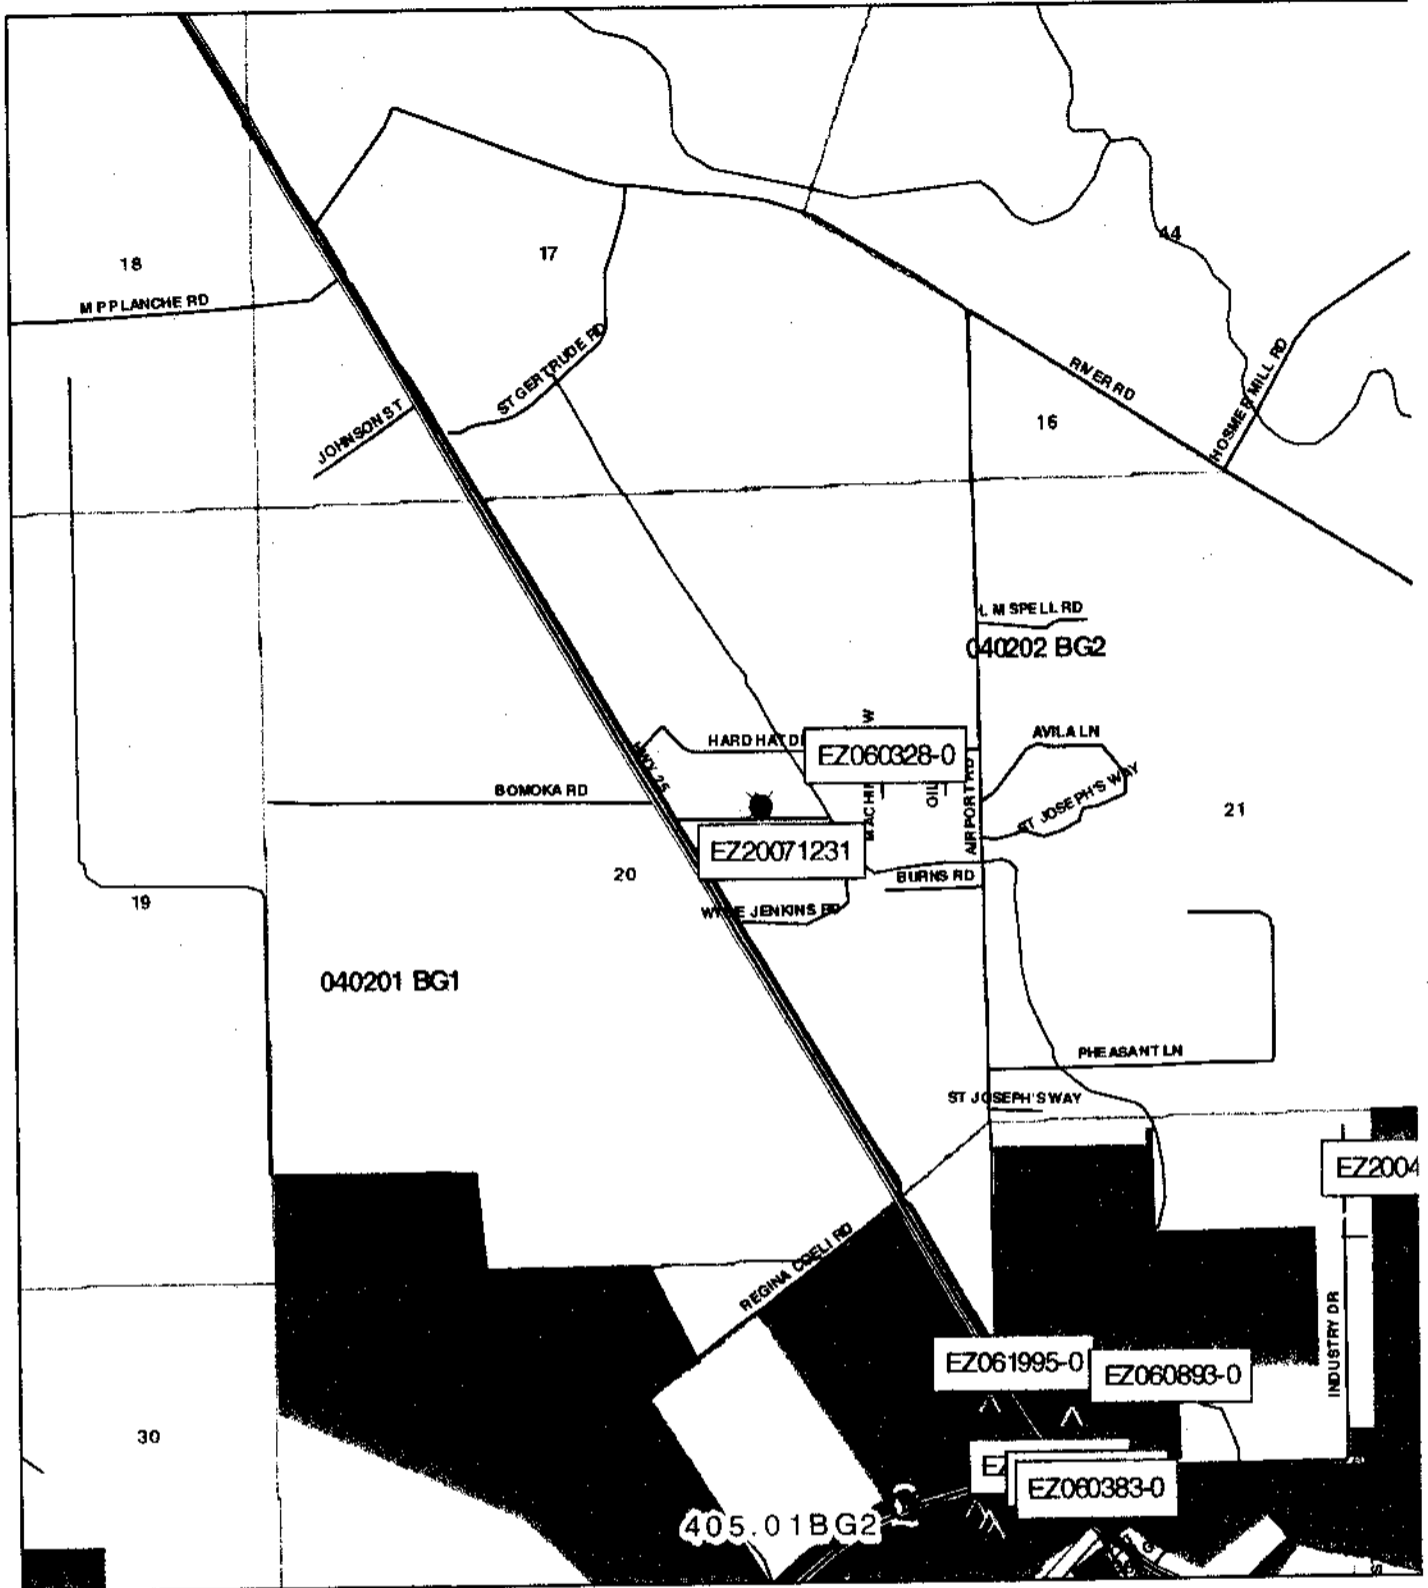 44
17
18
M P PLANCHE RD
ST GERTRUDE RD
RIVER RD
HOSMER MILL RD
JOHNSON ST
16
L M SPELL RD
040202 BG2
HARD HAT D
EZ060328-0
AVILA LN
HWY 25
BOMOKA RD
OIL
AIRPORT RD
ST JOSEPH'S WAY
21
EZ20071231
20
BURNS RD
19
JENKINS RD
040201 BG1
PHEASANT LN
ST JOSEPH'S WAY
EZ2004
REGINA COELI RD
INDUSTRY DR
EZ061995-0
EZ060893-0
30
EZ
EZ060383-0
405.01BG2